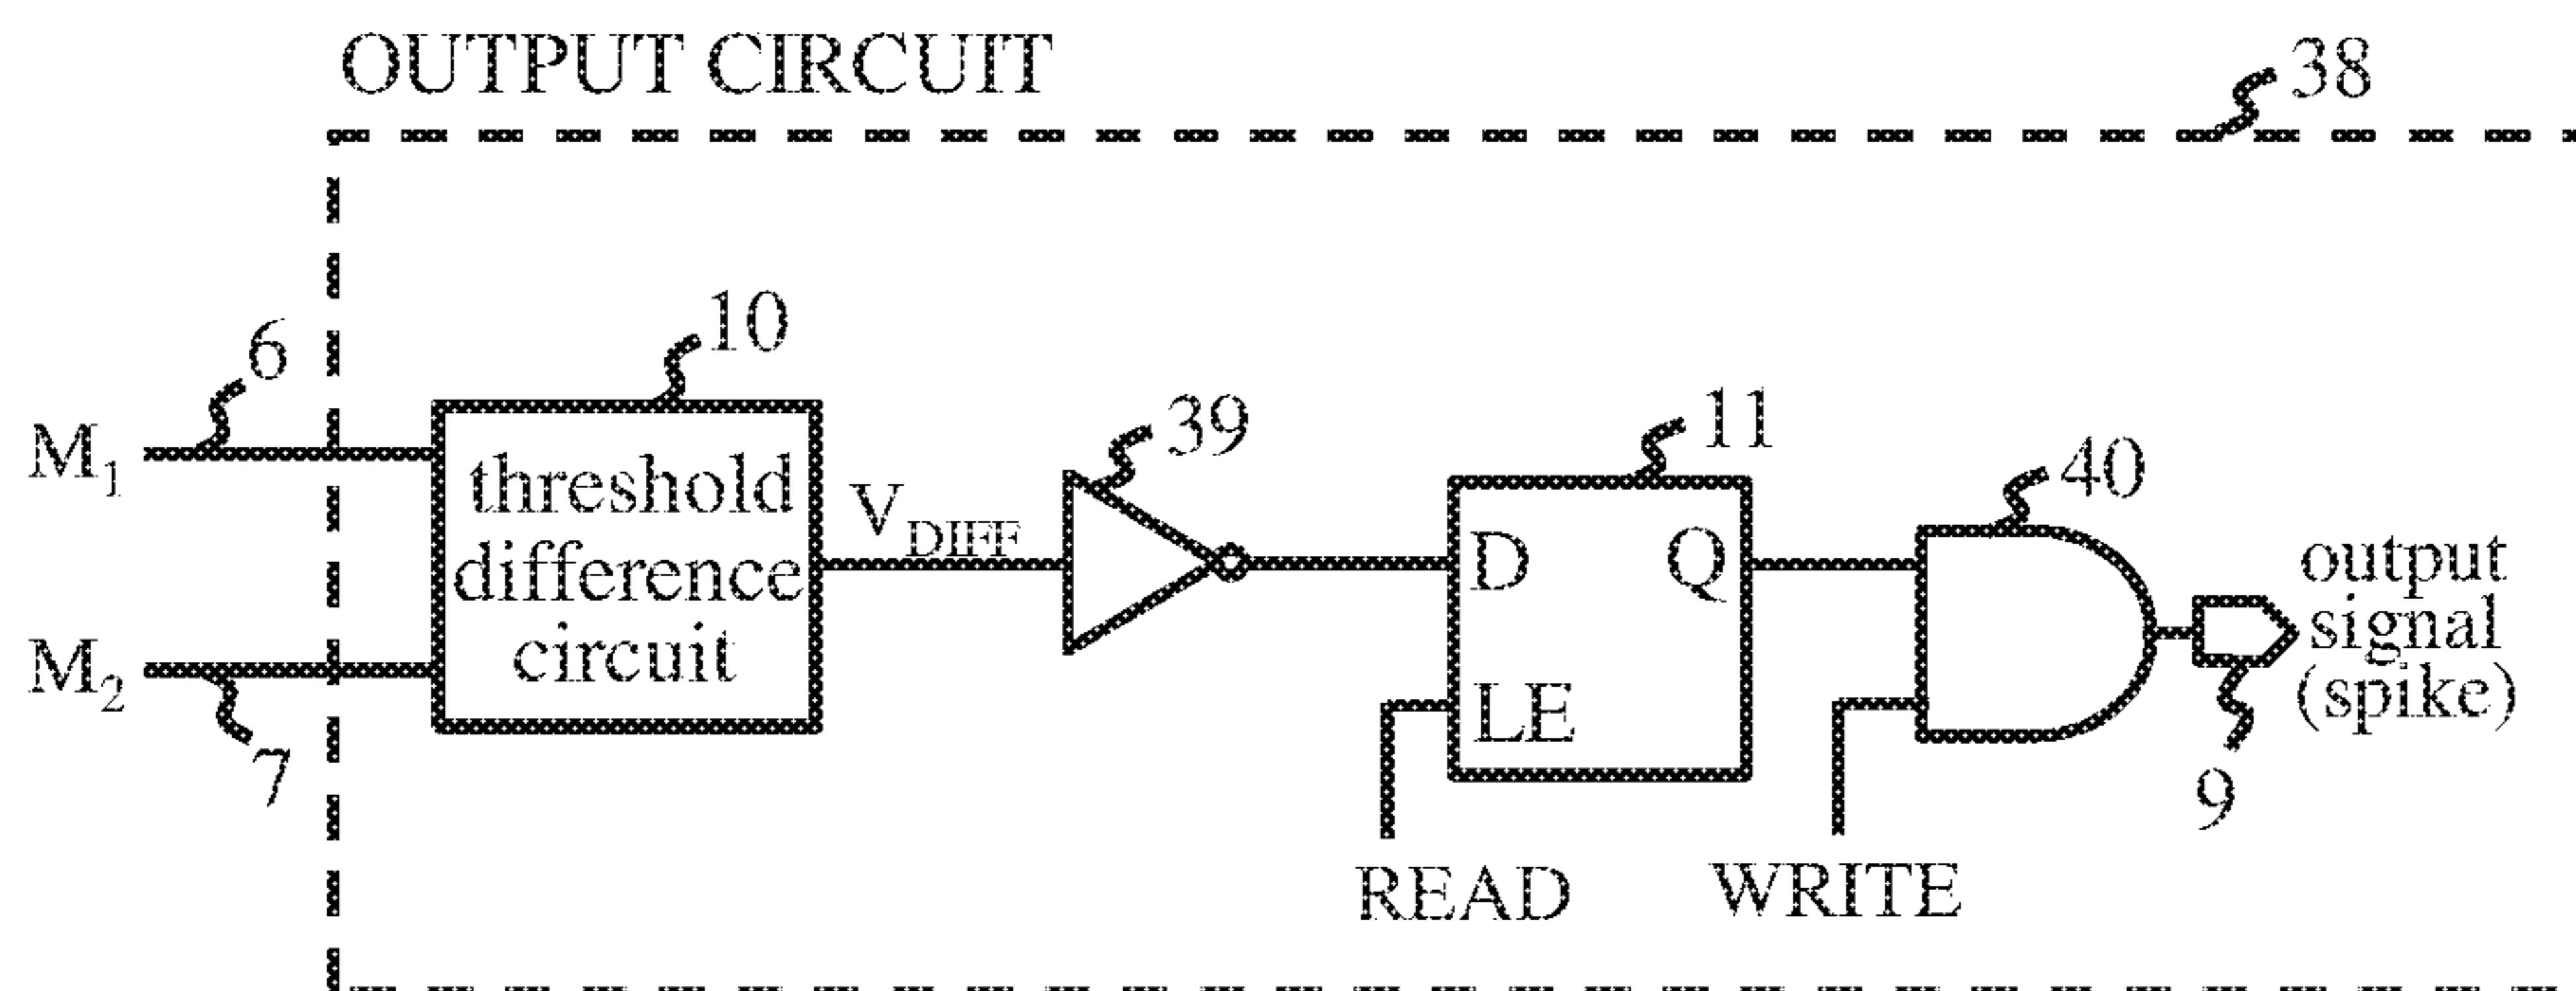 OUTPUT CIRCUIT
38
6
10
M1
threshold
difference
circuit
VDIFF
39
11
40
D
Q
LE
output
signal
(spike)
M2
7
9
READ
WRITE